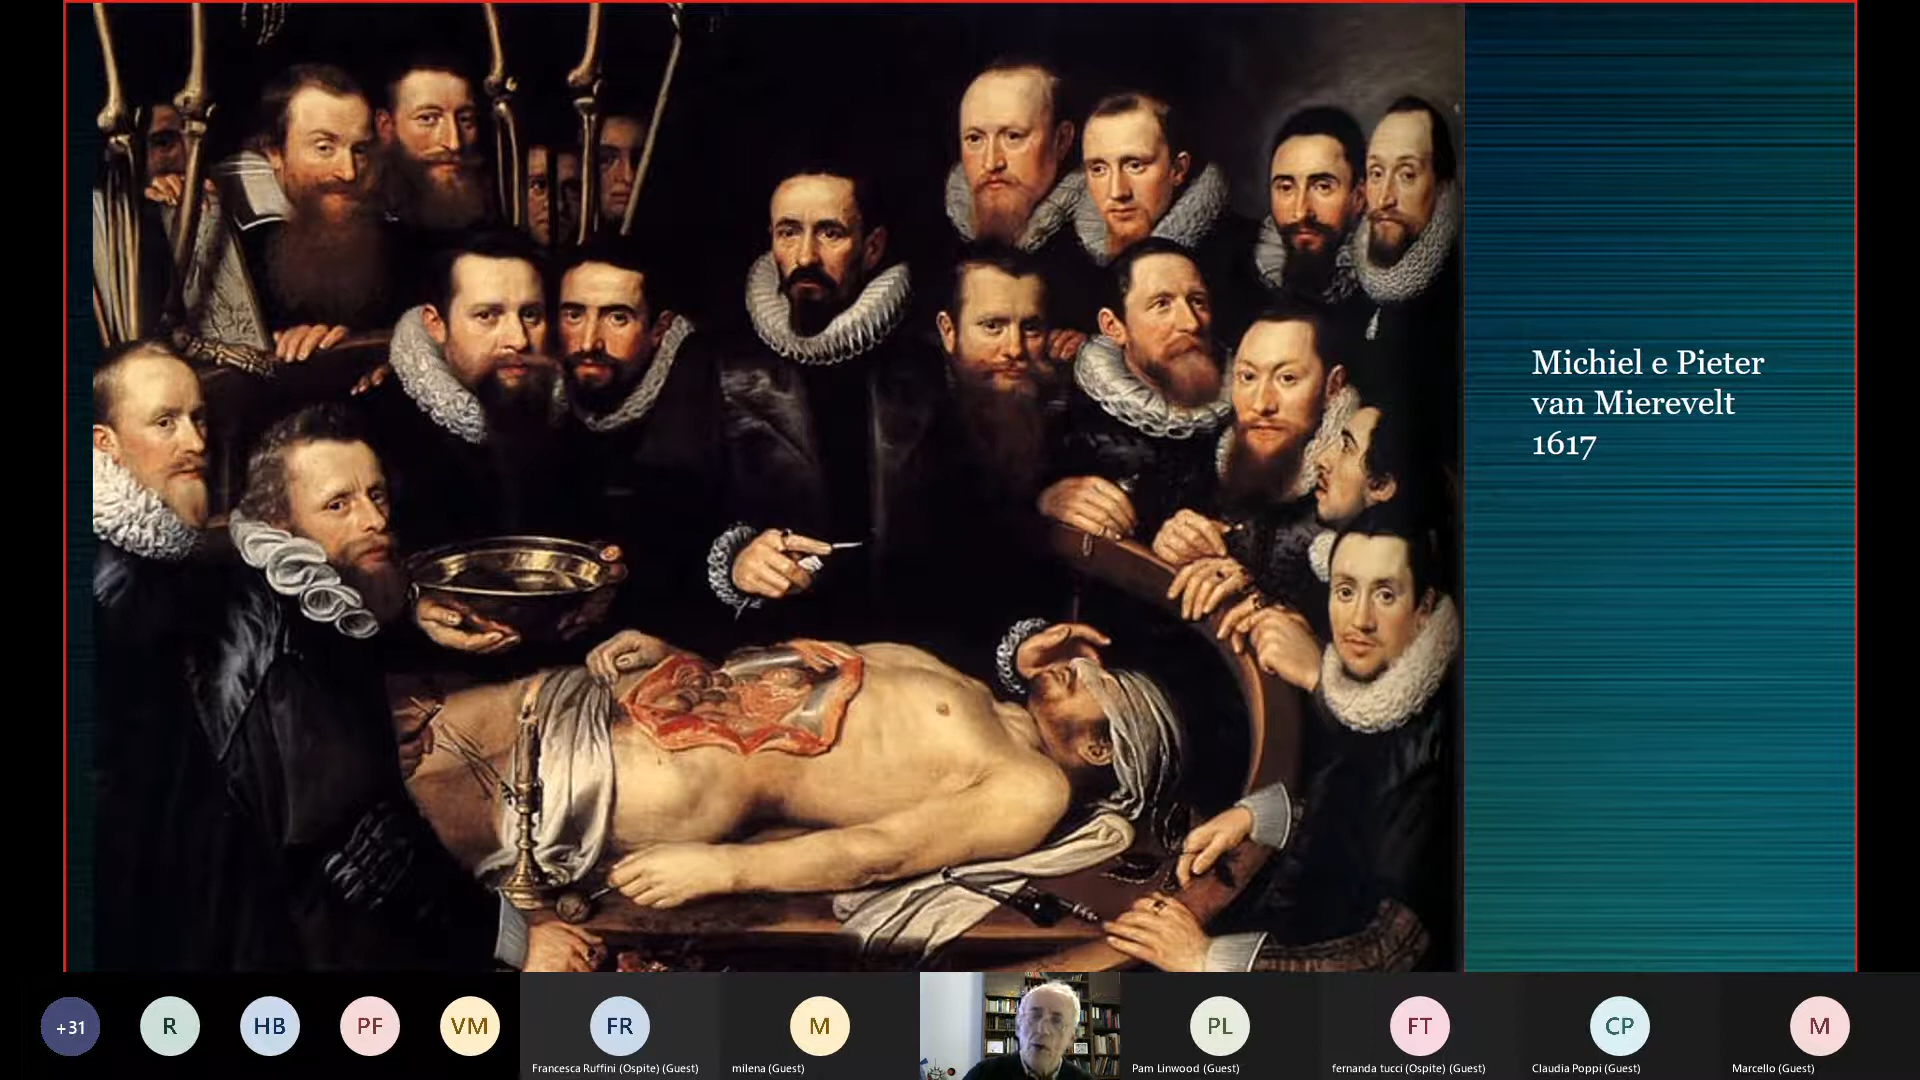 Michiel e Pieter
van Mierevelt
1617
+31
R
HB
PF
VM
FR
M
PL
FT
CP
M
Francesca Ruffini (Ospite) (Guest)
milena (Guest)
Pam Linwood (Guest)
fernanda tucci (Ospite) (Guest)
Claudia Poppi (Guest)
Marcello (Guest)